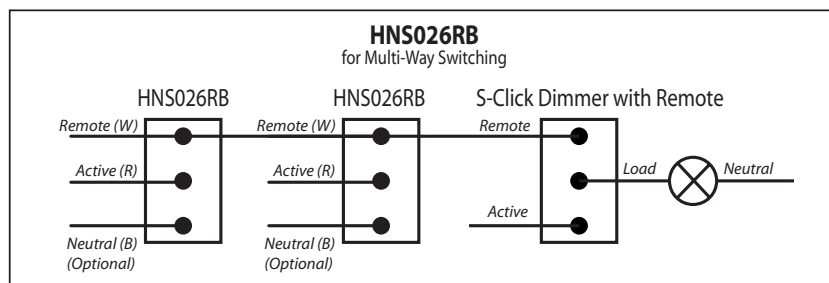 HNS026RB
for Multi-Way Switching
HNS026RB
HNS026RB
S-Click Dimmer with Remote
Remote (W)
Remote (W)
Remote
Active (R)
Active (R)
Load
Neutral
Active
Neutral (B)
(Optional)
Neutral (B)
(Optional)